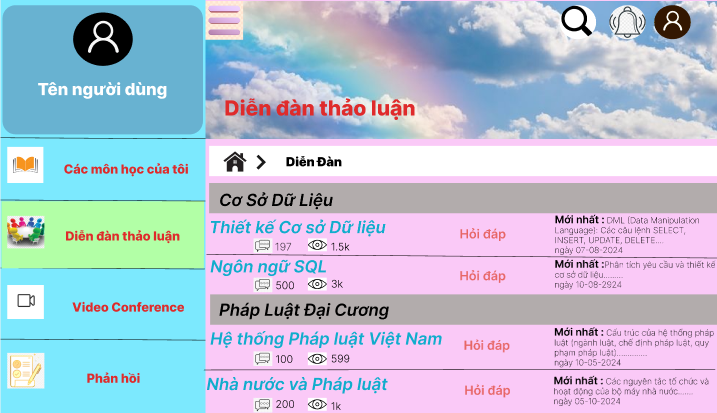 Tên người dùng
Các môn học của tôi
Diễn đàn thảo luận
Video Conference
Phản hồi
Diễn đàn thảo luận
Diễn Đàn
Cơ Sở Dữ Liệu
Thiết kế Cơ sở Dữ liệu
197 1.5k
Hỏi đáp
Mới nhất : DML (Data Manipulation
Language): Các câu lệnh SELECT,
INSERT, UPDATE, DELETE....
ngày 07-08-2024
Ngôn ngữ SQL
500 3k
Hỏi đáp
Mới nhất :Phân tích yêu cầu và thiết kế
cơ sở dữ liệu.........
ngày 10-08-2924
Pháp Luật Đại Cương
Hệ thống Pháp luật Việt Nam
100 599
Hỏi đáp
Mới nhất : Cấu trúc của hệ thống pháp
luật (ngành luật, chế định pháp luật, quy
phạm pháp luật)..............
ngày 10-05-2024
Nhà nước và Pháp luật
200 1k
Hỏi đáp
Mới nhất : Các nguyên tắc tổ chức và
hoạt động của bộ máy nhà nước.......
ngày 05-10-2024